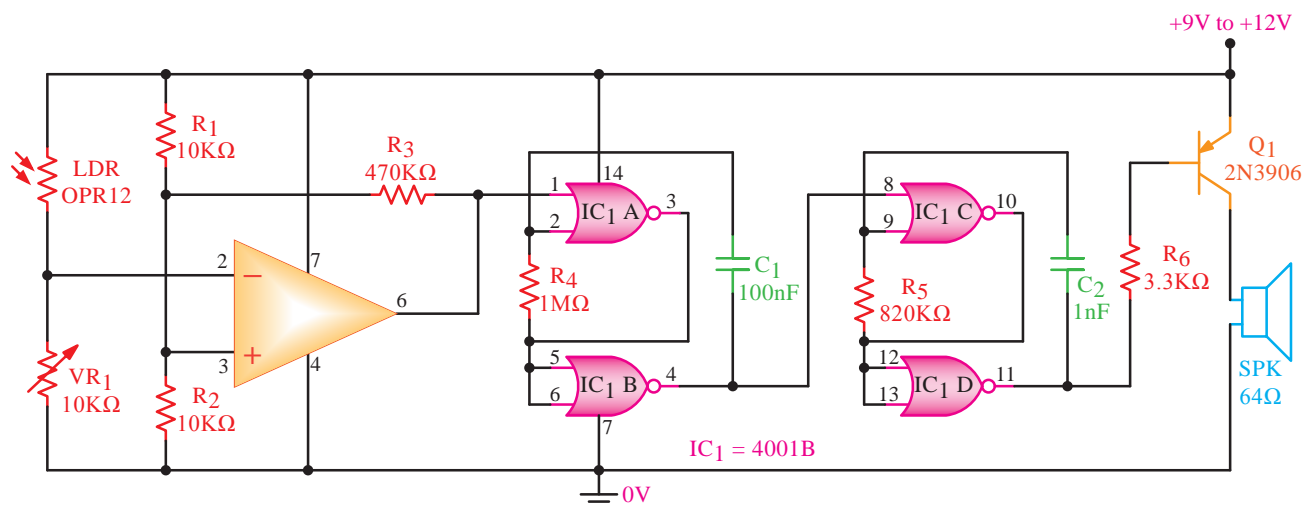 +9V to +12V
R1
10KΩ
LDR
OPR12
R3
470KΩ
14
1
2
3
IC1 A
8
9
10
IC1 C
Q1
2N3906
2
7
6
3
4
R4
1MΩ
C1
100nF
R5
820KΩ
C2
1nF
R6
3.3KΩ
VR1
10KΩ
R2
10KΩ
5
6
4
IC1 B
7
12
13
11
IC1 D
SPK
64Ω
IC1 = 4001B
0V